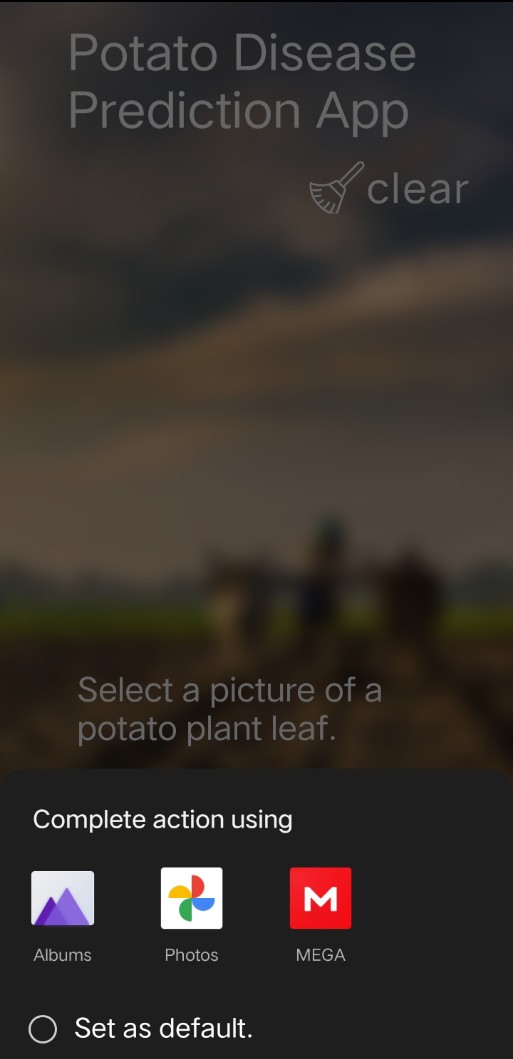 Potato Disease
Prediction App
clear
Select a picture of a
potato plant leaf.
Complete action using
Albums Photos MEGA
Set as default.